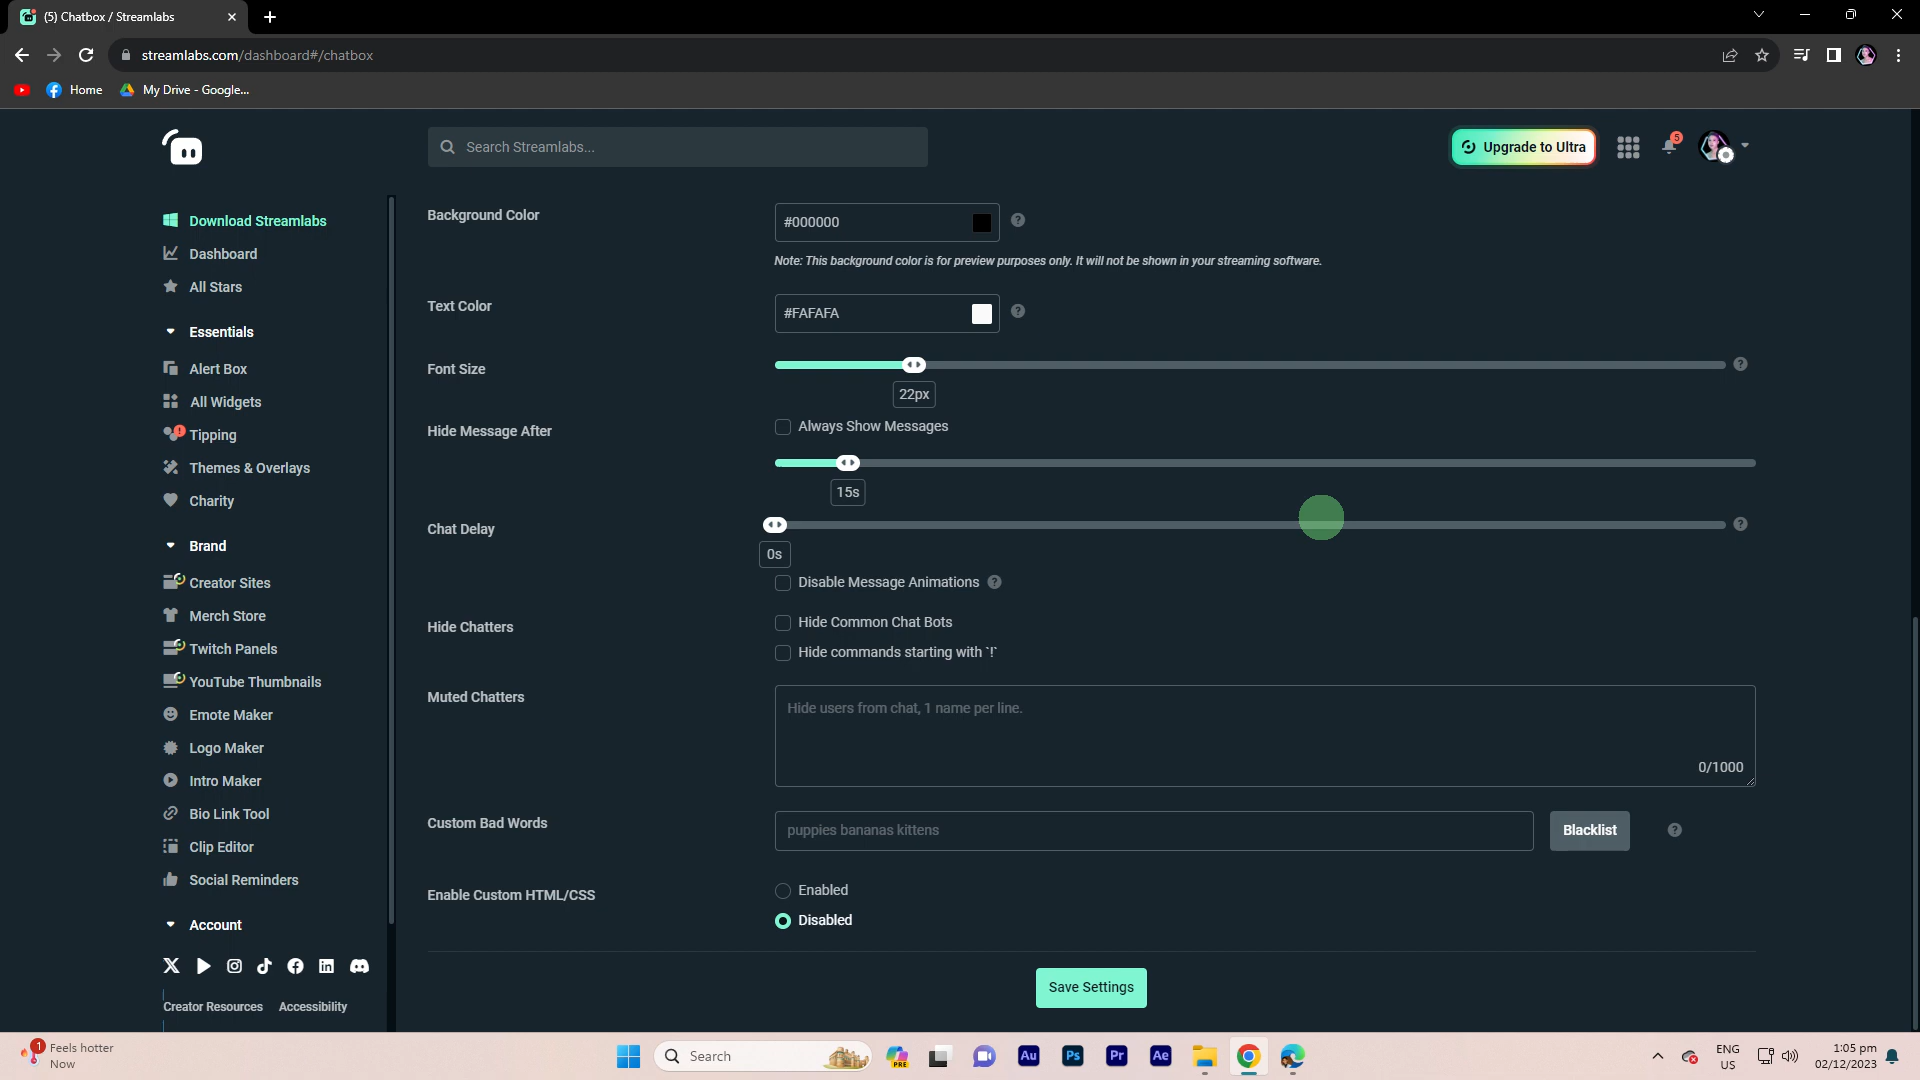 (5) Chatbox / Streamlabs
streamlabs.com/dashboard#/chatbox
Home
My Drive - Google...
Search Streamlabs...
Upgrade to Ultra
5
Download Streamlabs
Dashboard
All Stars
Essentials
Alert Box
All Widgets
Tipping
Themes & Overlays
Charity
Brand
Creator Sites
Merch Store
Twitch Panels
YouTube Thumbnails
Emote Maker
Logo Maker
Intro Maker
Bio Link Tool
Clip Editor
Social Reminders
Account
Creator Resources
Accessibility
Background Color
#000000
Note: This background color is for preview purposes only. It will not be shown in your streaming software.
Text Color
#FAFAFA
Font Size
22px
Hide Message After
Always Show Messages
15s
Chat Delay
0s
Disable Message Animations
Hide Chatters
Hide Common Chat Bots
Hide commands starting with `!`
Muted Chatters
Hide users from chat, 1 name per line.
0/1000
Custom Bad Words
puppies bananas kittens
Blacklist
Enable Custom HTML/CSS
Enabled
Disabled
Save Settings
1
Feels hotter
Now
Search
PRE
Au
Ps
Pr
Ae
ENG
US
1:05 pm
02/12/2023